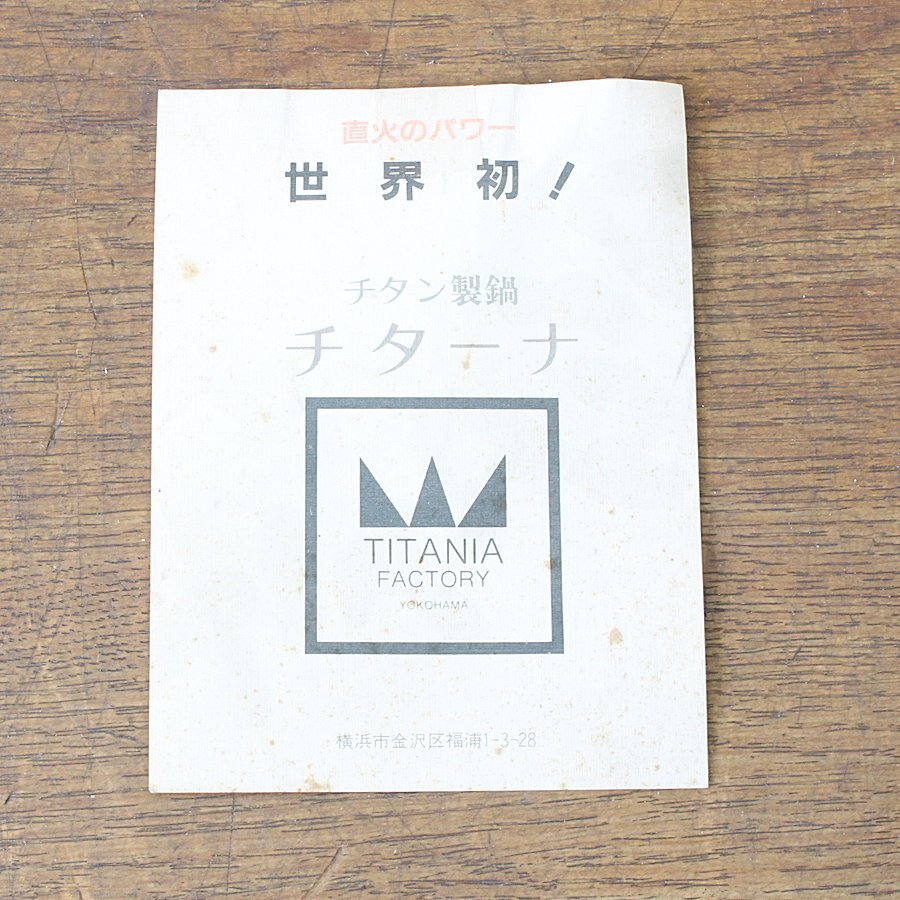 直火のパワー
世界初!
チタン製鍋
チターナ
TITANIA
FACTORY
YOKOHAMA
横浜市金沢区福浦1-3-28